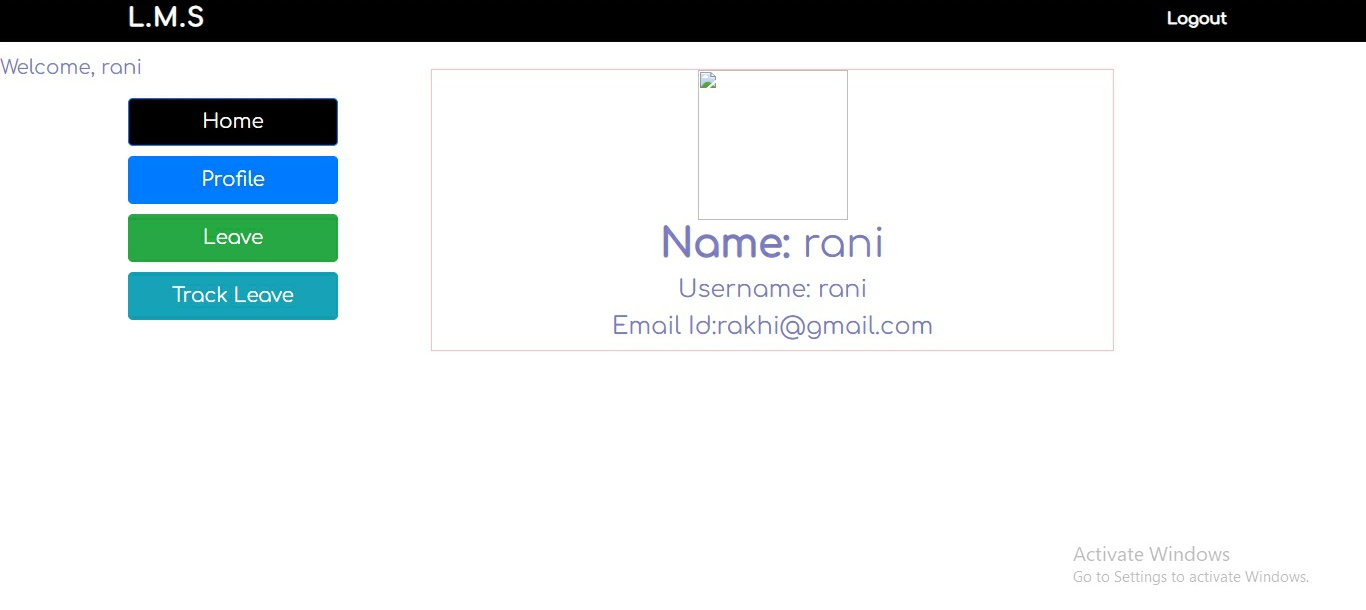 L.M.S
Logout
Welcome, rani
Home
Profile
Leave
Track Leave
Name: rani
Username: rani
Email Id:rakhi@gmail.com
Activate Windows
Go to Settings to activate Windows.